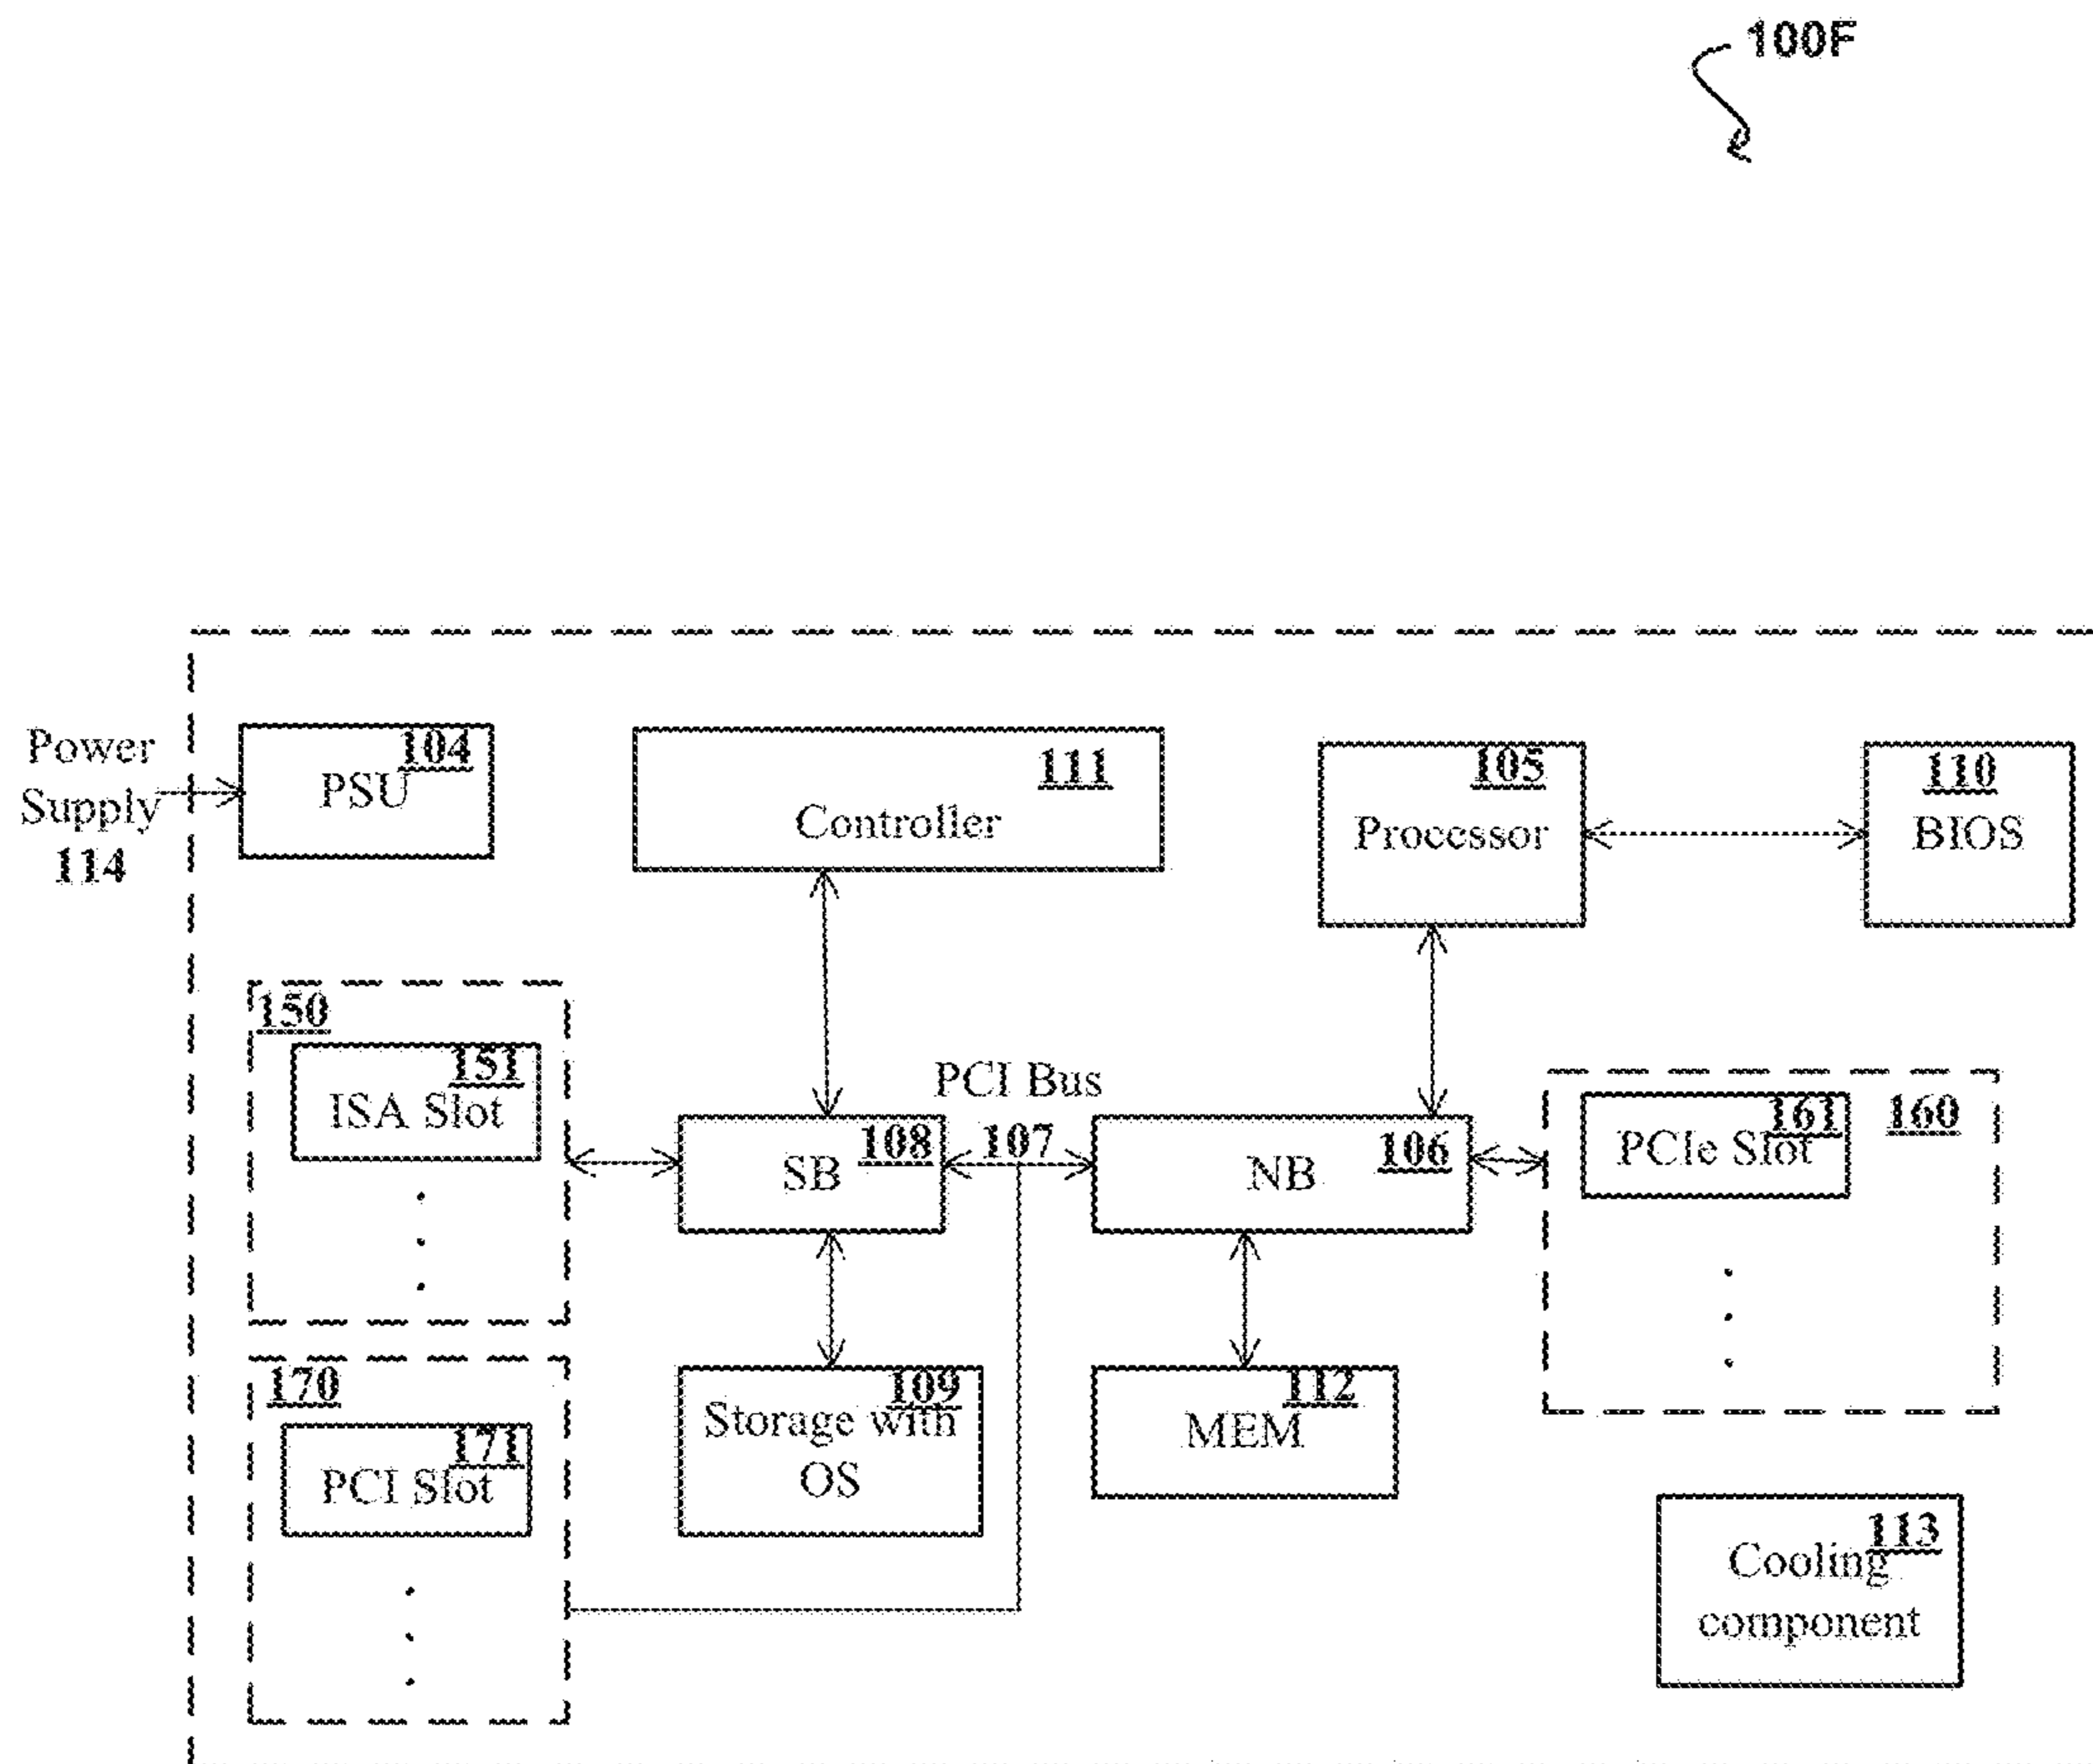 100F
Power
Supply
114
104
PSU
111
Controller
105
Processor
110
BIOS
150
151
ISA Slot
PCI Bus
107
108
SB
106
NB
161
PCIe Slot
160
170
171
PCI Slot
109
Storage with
OS
112
MEM
113
Cooling
component